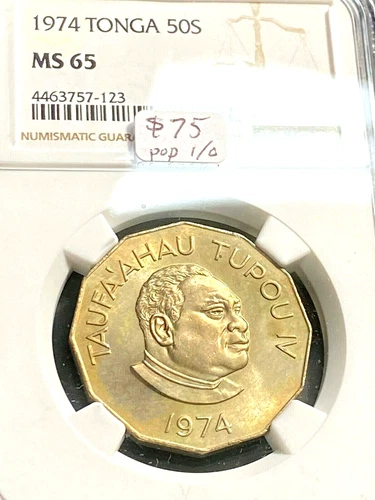 1974 TONGA 50S
MS 65
4463757-123
NUMISMATIC GUAR
$75
pop 1/0
TAUFA'AHAU TUPOU IV
1974